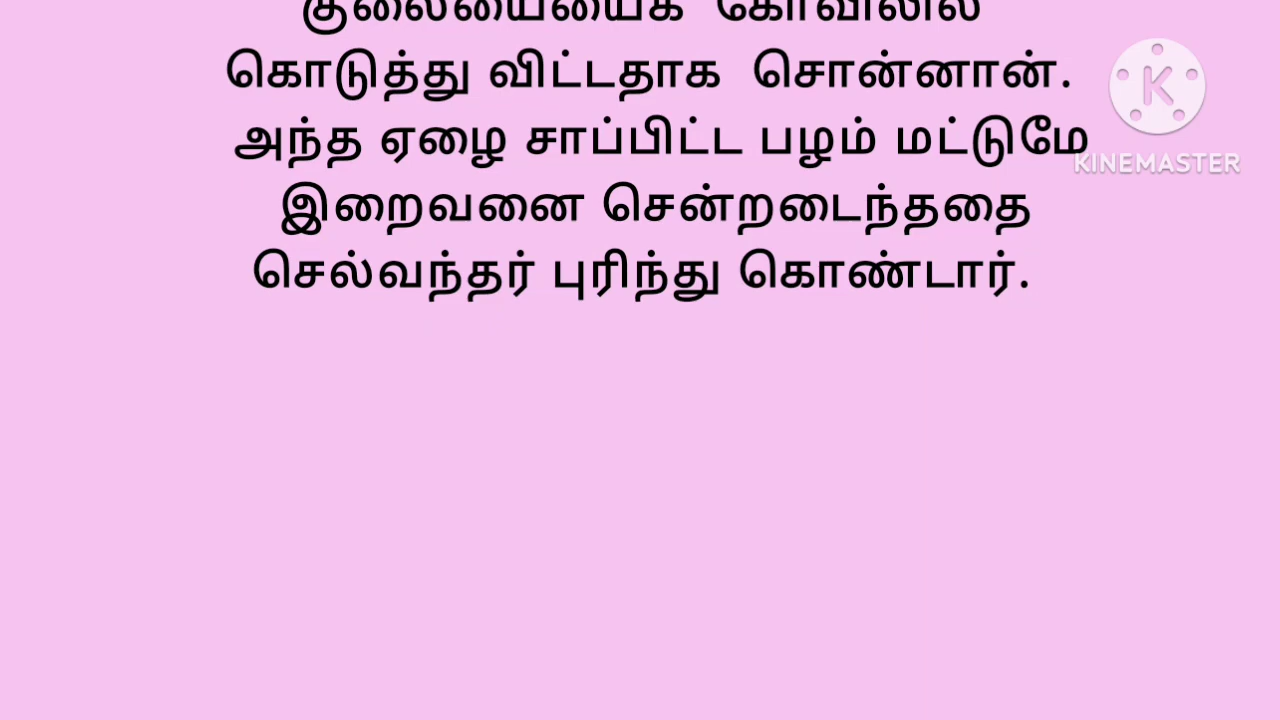 குலையைக் கோவிலில்
கொடுத்து விட்டதாக சொன்னான்.
அந்த ஏழை சாப்பிட்ட பழம் மட்டுமே
இறைவனை சென்றடைந்ததை
செல்வந்தர் புரிந்து கொண்டார்.
KINEMASTER